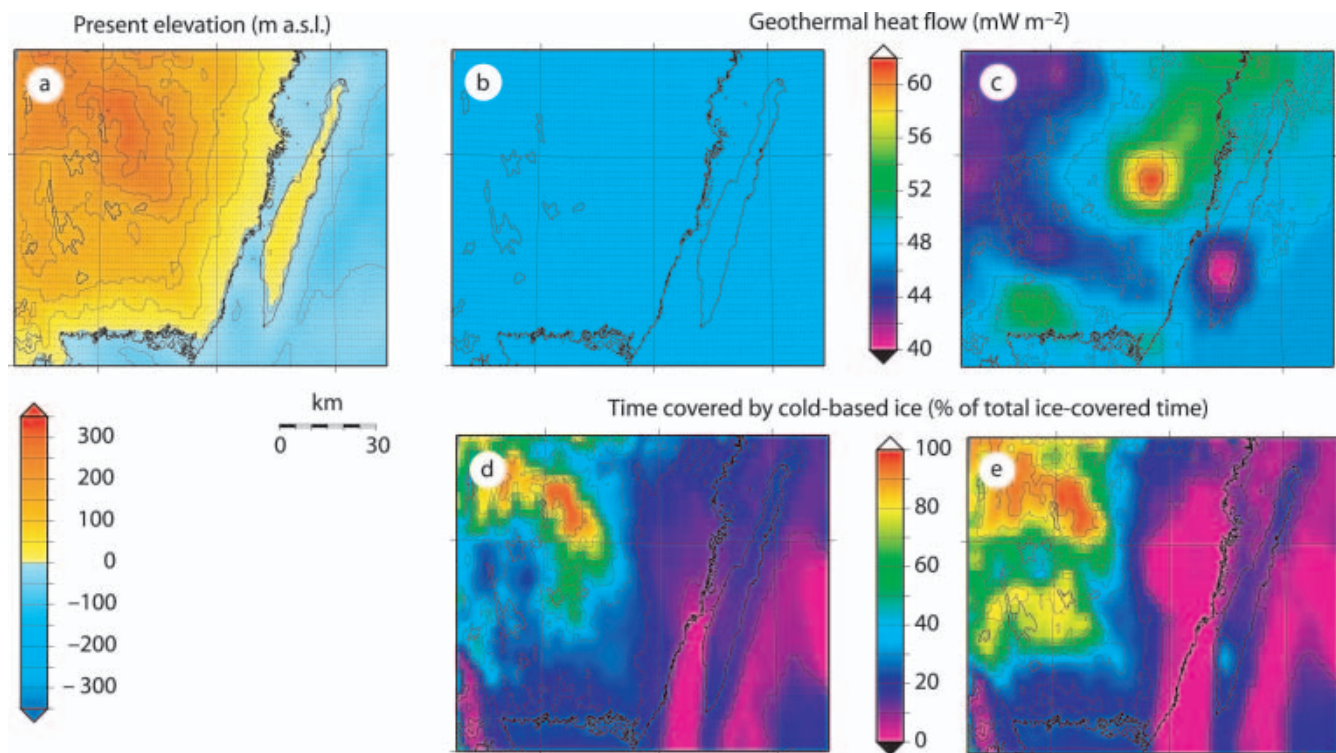 Present elevation (m a.s.l.)
Geothermal heat flow (mW m⁻²)
a
b
c
60
56
52
48
44
40
km
0 30
300
200
100
0
−100
−200
−300
Time covered by cold-based ice (% of total ice-covered time)
d
e
100
80
60
40
20
0